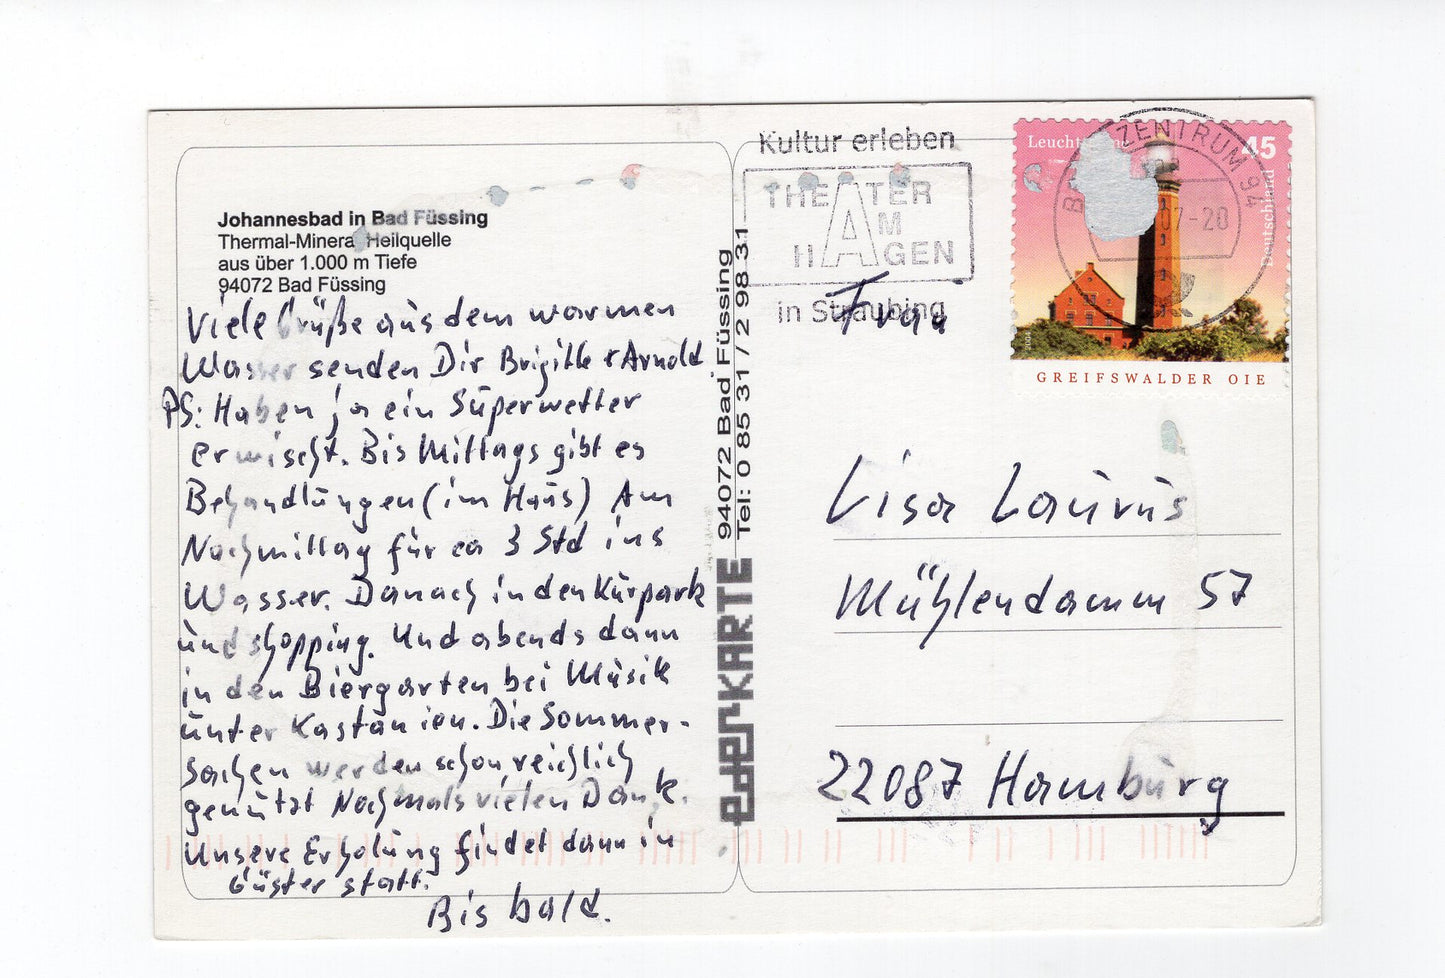 Johannesbad in Bad Füssing
Thermal-Mineral Heilquelle
aus über 1.000 m Tiefe
94072 Bad Füssing
Viele Grüße aus dem warmen
Wasser senden Dir Brigitte + Arnold.
PS: Haben ja ein Superwetter
erwischt. Bis Mittags gibt es
Behandlungen (im Haus) Am
Nachmittag für ca 3 Std ins
Wasser. Danach in den Kurpark
und shopping. Und abends dann
in den Biergarten bei Musik
unter Kastanien. Die Sommer-
sachen werden schon reichlich
genutzt Nochmals vielen Dank.
Unsere Erholung findet dann in
Güster statt.
Bis bald.
94072 Bad Füssing
Tel: 0 85 31 / 2 98 31
ederKARTE
Kultur erleben
THEATER
AM
HAGEN
in Straubing
BRIEFZENTRUM 94
07-20
Leuchttürme
45
Deutschland
GREIFSWALDER OIE
Frau
Lisa Laurus
Mühlendamm 57
22087 Hamburg